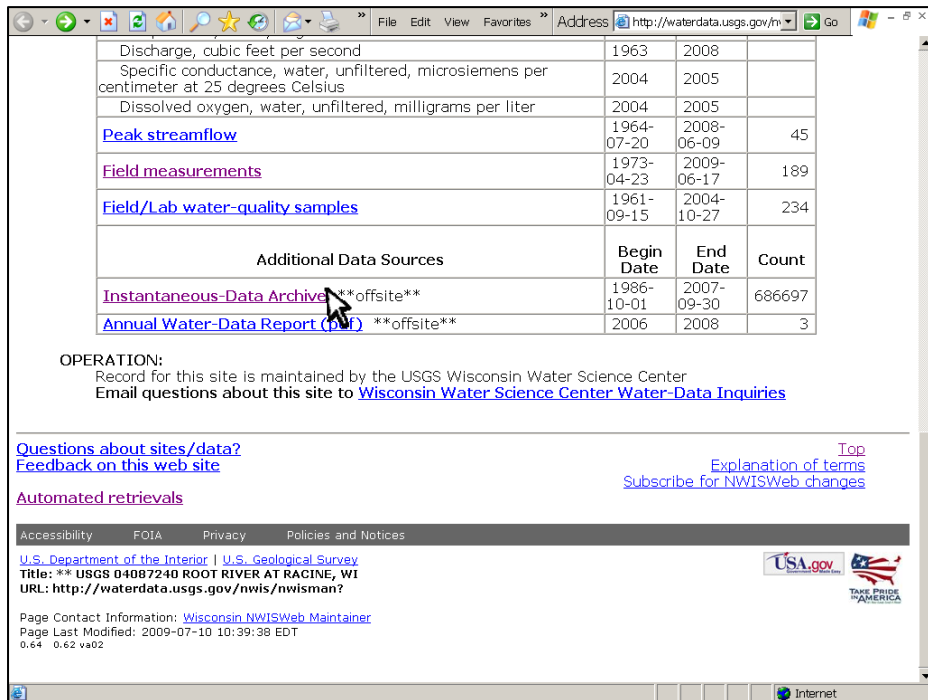 » File Edit View Favorites » Address http://waterdata.usgs.gov/n Go
Discharge, cubic feet per second 1963 2008
Specific conductance, water, unfiltered, microsiemens per
centimeter at 25 degrees Celsius 2004 2005
Dissolved oxygen, water, unfiltered, milligrams per liter 2004 2005
Peak streamflow 1964-07-20 2008-06-09 45
Field measurements 1973-04-23 2009-06-17 189
Field/Lab water-quality samples 1961-09-15 2004-10-27 234
Additional Data Sources Begin Date End Date Count
Instantaneous-Data Archive **offsite** 1986-10-01 2007-09-30 686697
Annual Water-Data Report (pdf) **offsite** 2006 2008 3
OPERATION:
Record for this site is maintained by the USGS Wisconsin Water Science Center
Email questions about this site to Wisconsin Water Science Center Water-Data Inquiries
Questions about sites/data? Top
Feedback on this web site Explanation of terms
Subscribe for NWISWeb changes
Automated retrievals
Accessibility FOIA Privacy Policies and Notices
U.S. Department of the Interior | U.S. Geological Survey
Title: ** USGS 04087240 ROOT RIVER AT RACINE, WI
URL: http://waterdata.usgs.gov/nwis/nwisman?
USA.gov
TAKE PRIDE
IN AMERICA
Page Contact Information: Wisconsin NWISWeb Maintainer
Page Last Modified: 2009-07-10 10:39:38 EDT
0.64 0.62 va02
Internet